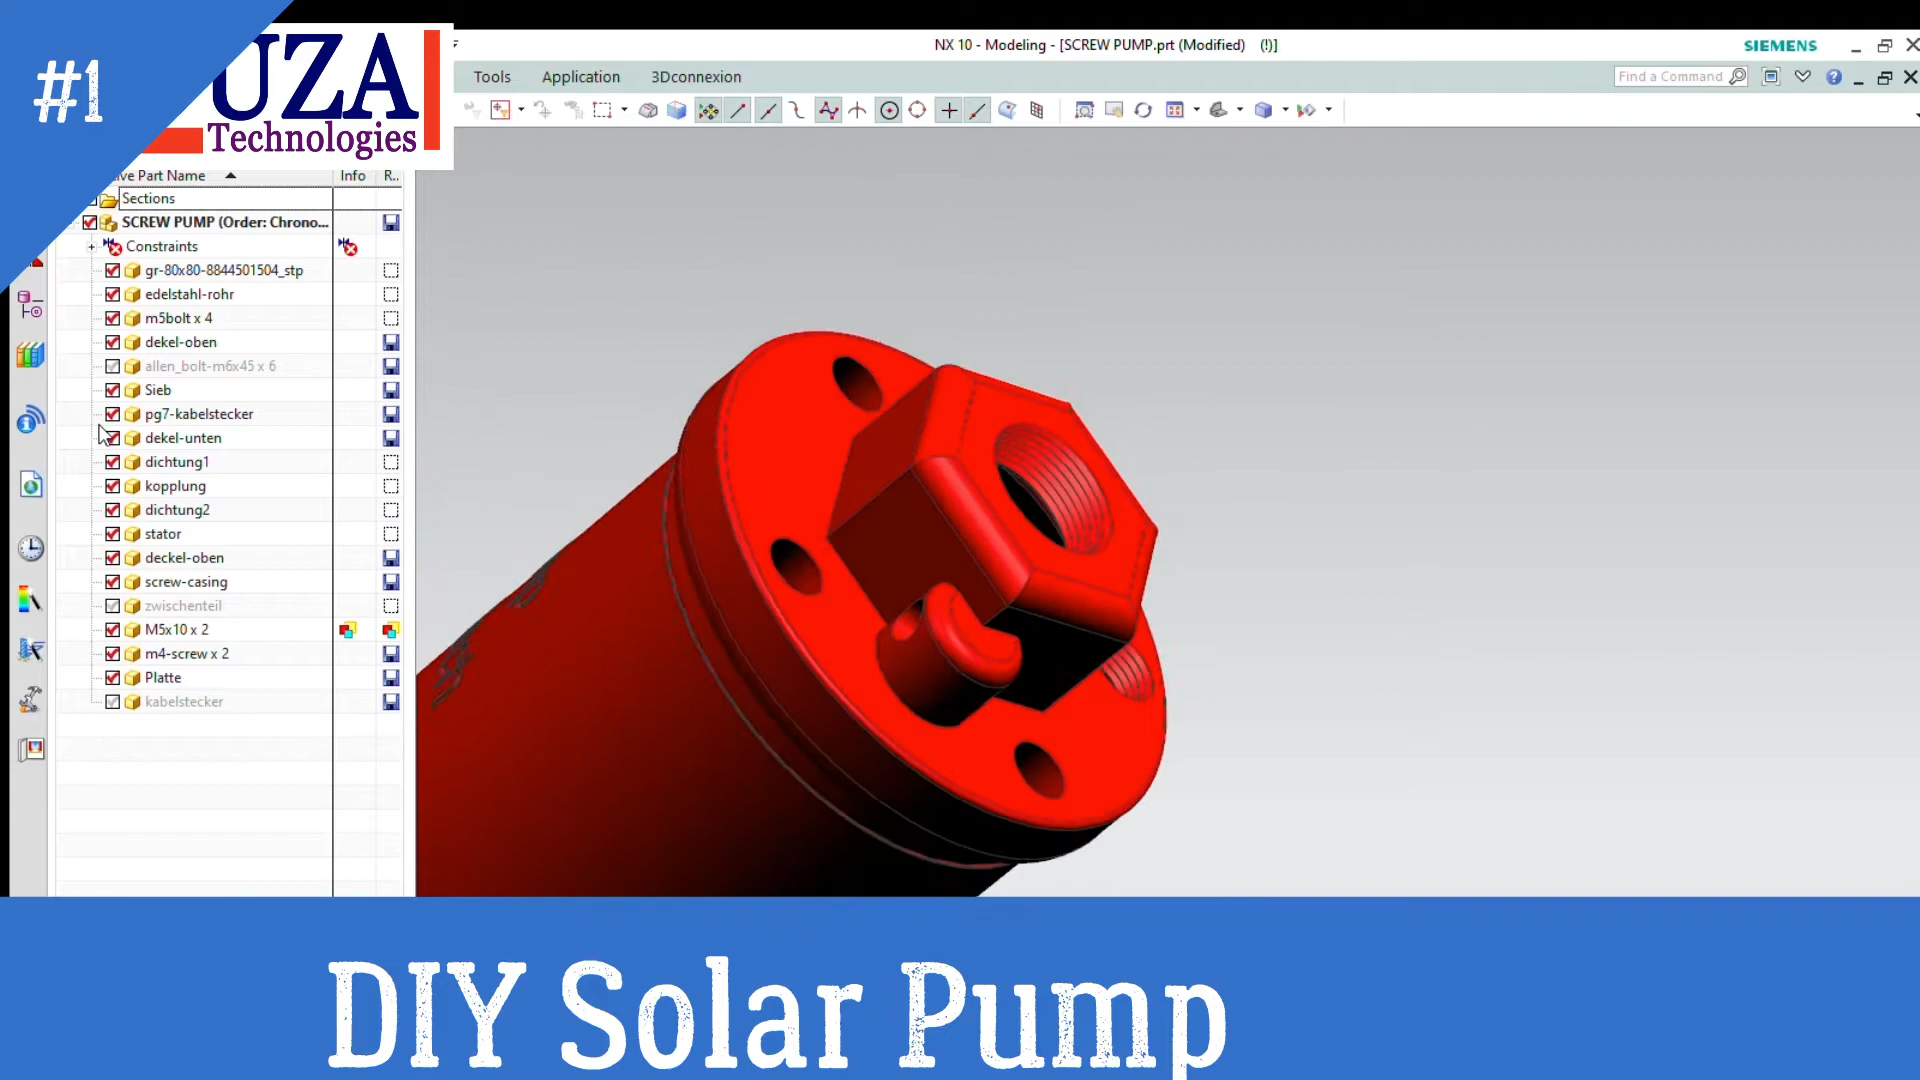 #1
UZA
Technologies
NX 10 - Modeling - [SCREW PUMP.prt (Modified) (!)]
SIEMENS
Tools Application 3Dconnexion
Find a Command
Part Name Info R..
Sections
SCREW PUMP (Order: Chrono...
Constraints
gr-80x80-8844501504_stp
edelstahl-rohr
m5bolt x 4
dekel-oben
allen_bolt-m6x45 x 6
Sieb
pg7-kabelstecker
dekel-unten
dichtung1
kopplung
dichtung2
stator
deckel-oben
screw-casing
zwischenteil
M5x10 x 2
m4-screw x 2
Platte
kabelstecker
DIY Solar Pump